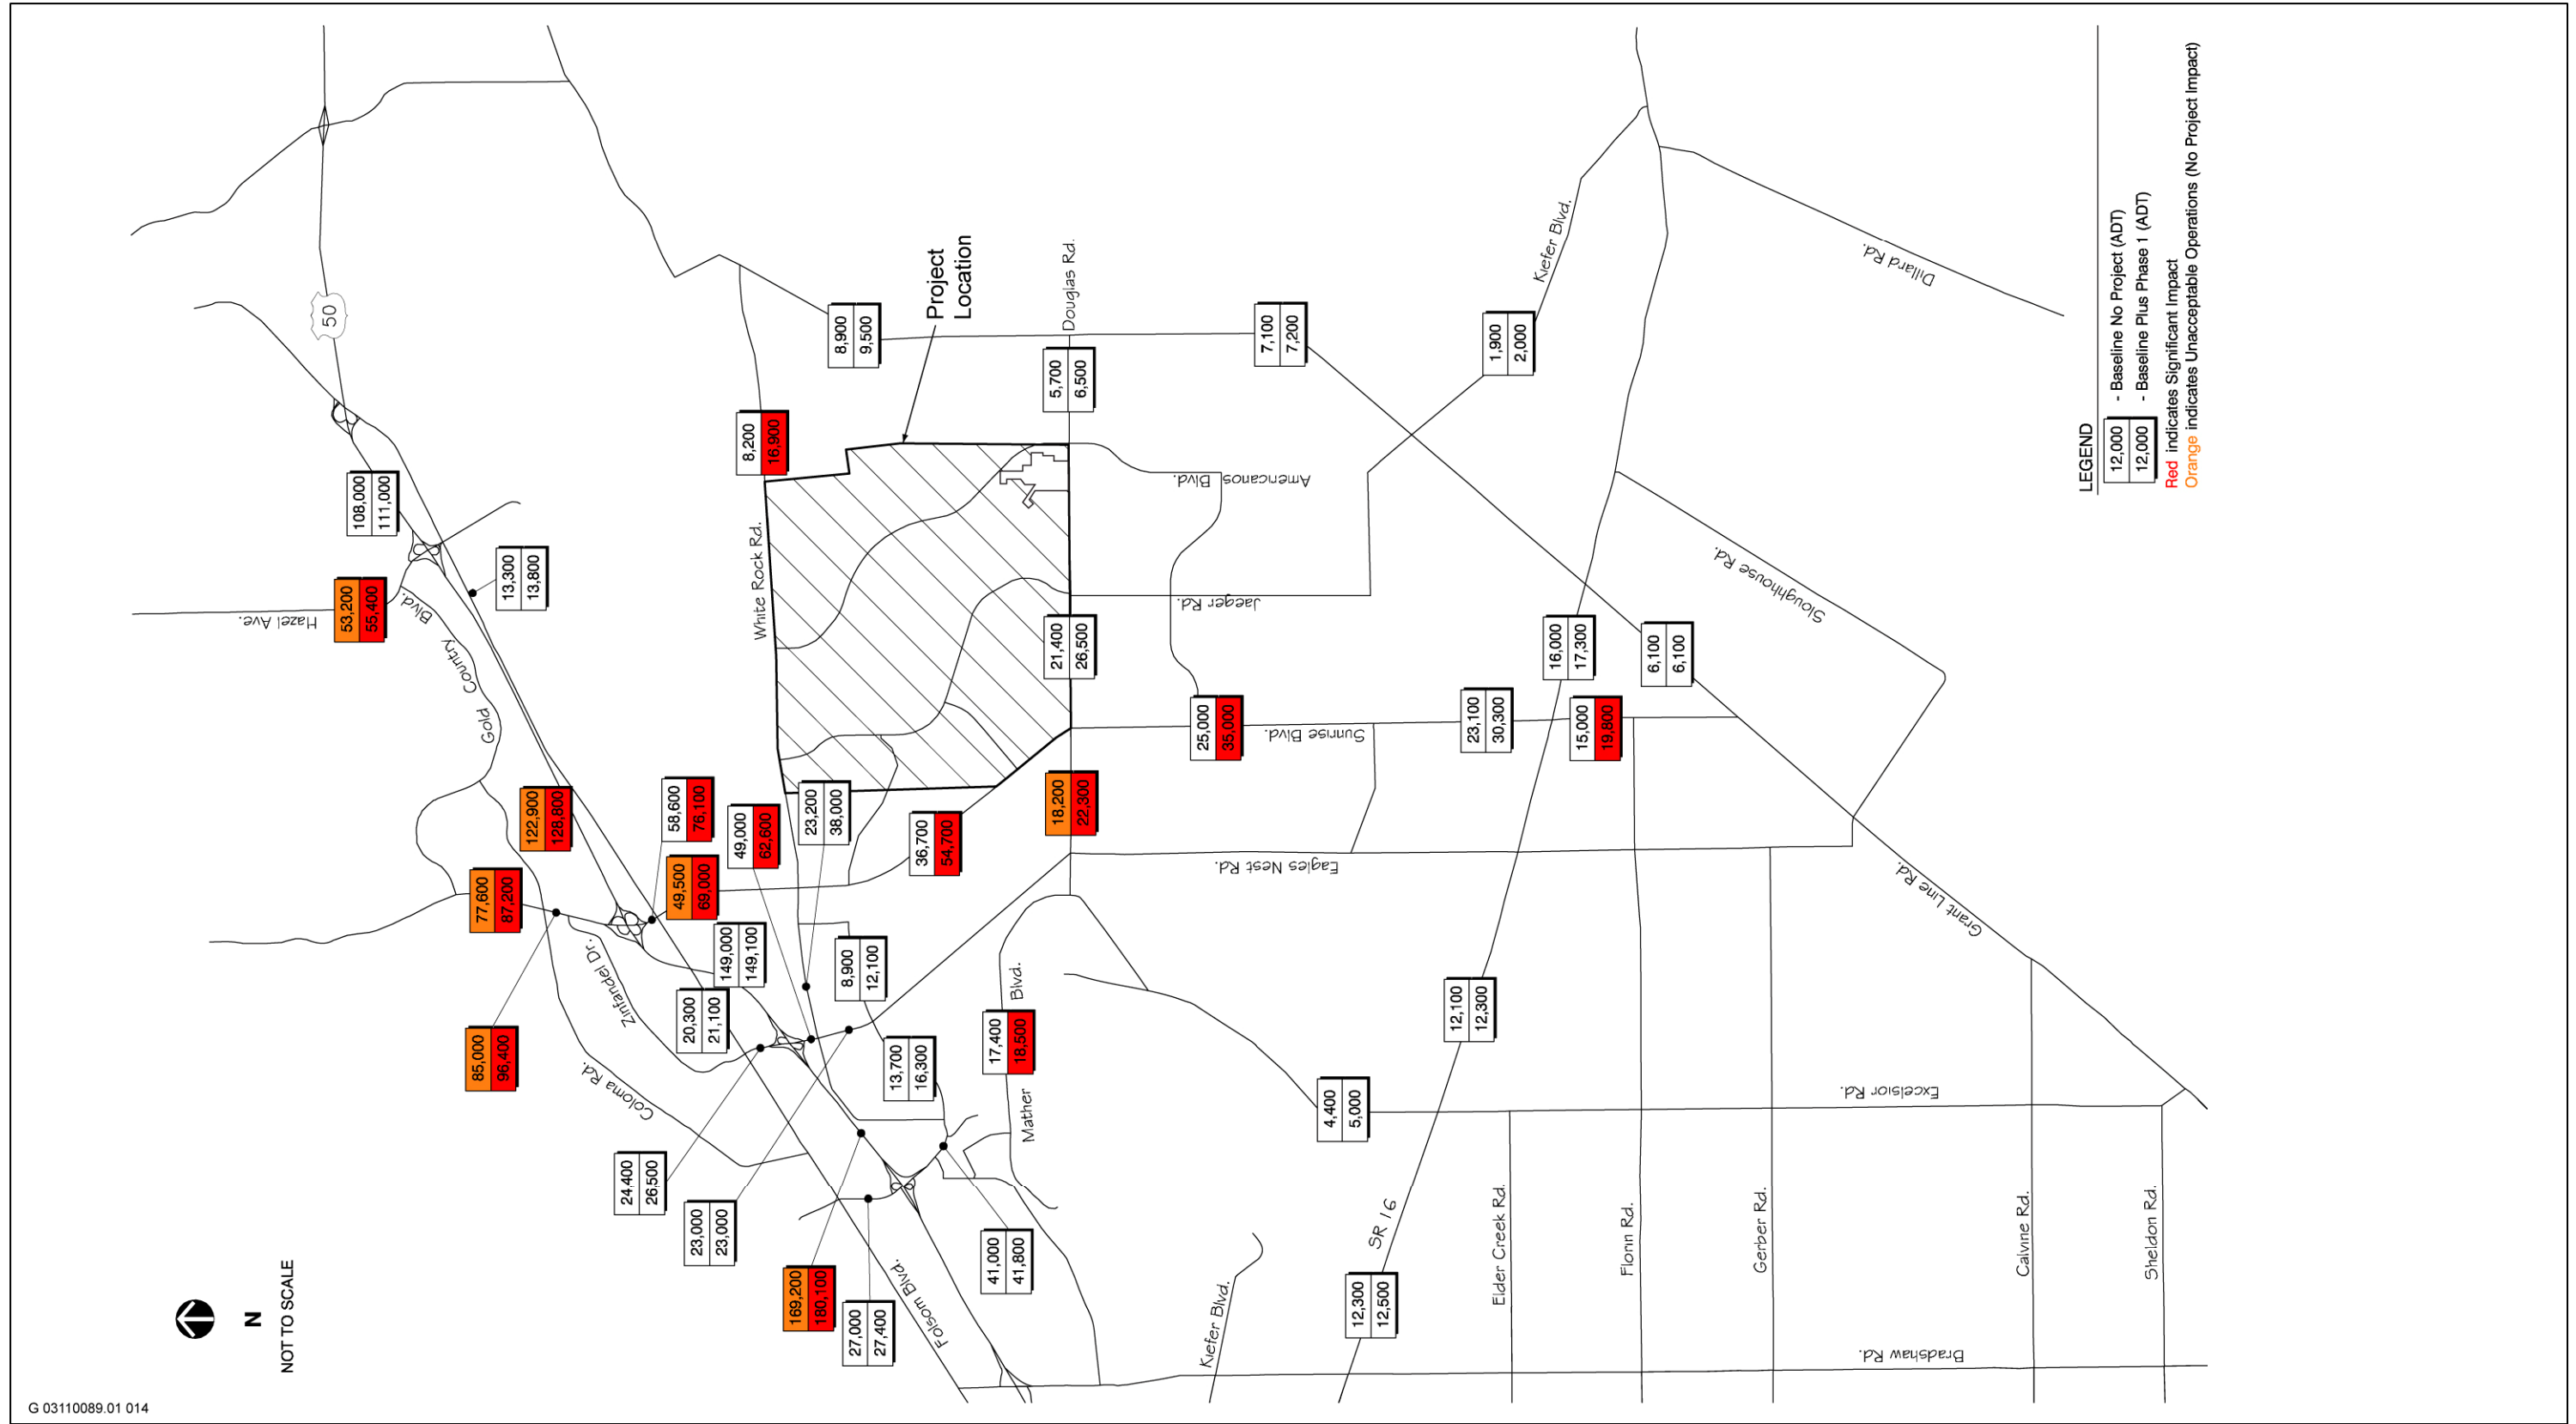 50
Hazel Ave.
Gold
Country
Blvd.
108,000
111,000
53,200
55,400
13,300
13,800
122,900
128,800
77,600
87,200
85,000
96,400
58,600
76,100
49,500
69,000
49,000
62,600
149,000
149,100
20,300
21,100
23,200
38,000
8,900
12,100
13,700
16,300
24,400
26,500
23,000
23,000
169,200
180,100
27,000
27,400
41,000
41,800
17,400
18,500
Zinfandel Dr.
Coloma Rd.
Folsom Blvd.
Mather
Blvd.
White Rock Rd.
8,200
16,900
8,900
9,500
Project
Location
Douglas Rd.
5,700
6,500
7,100
7,200
21,400
26,500
18,200
22,300
36,700
54,700
25,000
35,000
23,100
30,300
15,000
19,800
16,000
17,300
6,100
6,100
1,900
2,000
12,100
12,300
4,400
5,000
12,300
12,500
Americanos Blvd.
Jaeger Rd.
Sunrise Blvd.
Eagles Nest Rd.
Kiefer Blvd.
Dillard Rd.
Sloughhouse Rd.
Grant Line Rd.
Excelsior Rd.
Bradshaw Rd.
Kiefer Blvd.
SR 16
Elder Creek Rd.
Florin Rd.
Gerber Rd.
Calvine Rd.
Sheldon Rd.
N
NOT TO SCALE
LEGEND
12,000 - Baseline No Project (ADT)
12,000 - Baseline Plus Phase 1 (ADT)
Red indicates Significant Impact
Orange indicates Unacceptable Operations (No Project Impact)
G 03110089.01 014